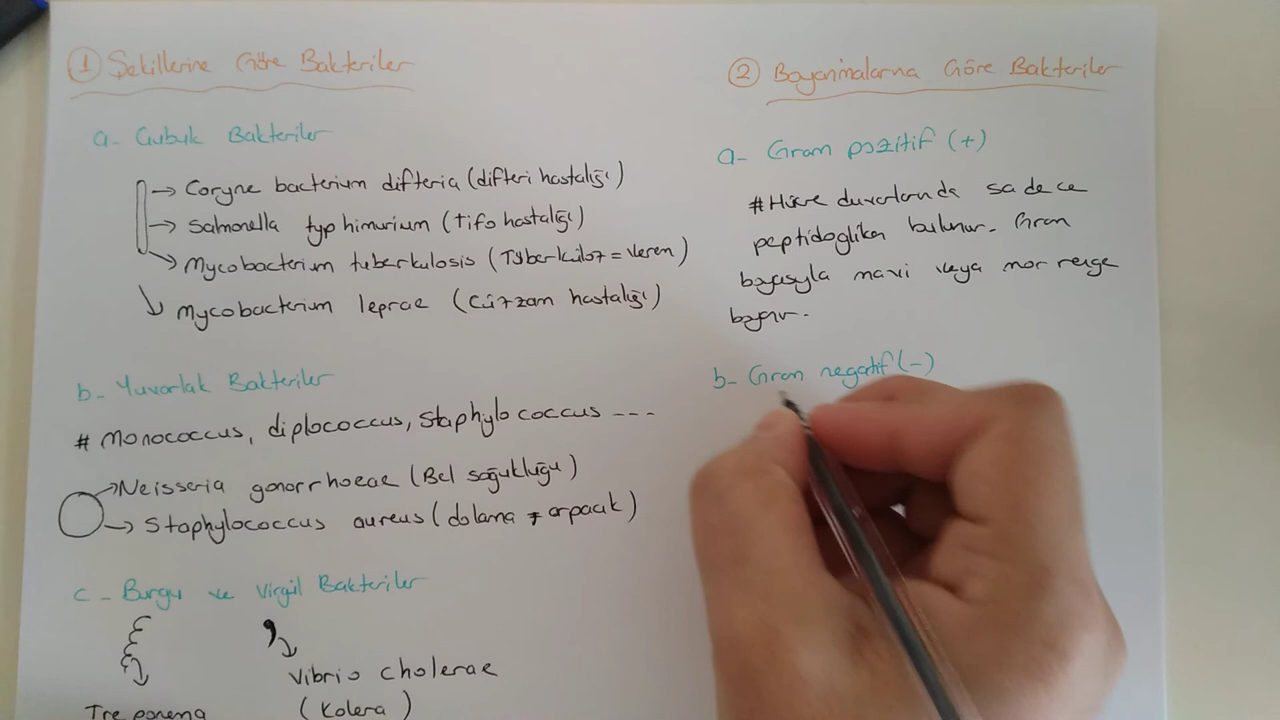 1 Şekillerine Göre Bakteriler
a- Çubuk Bakteriler
→ Coryne bacterium difteria (difteri hastalığı)
→ Salmonella typhimurium (Tifo hastalığı)
→ Mycobacterium tuberkulosis (Tüberküloz = Verem)
Mycobacterium leprae (Cüzzam hastalığı)
b- Yuvarlak Bakteriler
# Monococcus, diplococcus, Staphylococcus ---
→ Neisseria gonorrhoeae (Bel soğukluğu)
→ Staphylococcus aureus (dolama + arpacık)
c- Burgu ve Virgül Bakteriler
Vibrio cholerae
(Kolera)
Treponema
2 Boyanmalarına Göre Bakteriler
a- Gram pozitif (+)
# Hücre duvarlarında sadece
peptidoglikan bulunur. Gram
boyasıyla mavi veya mor renge
boyanır.
b- Gram negatif (-)